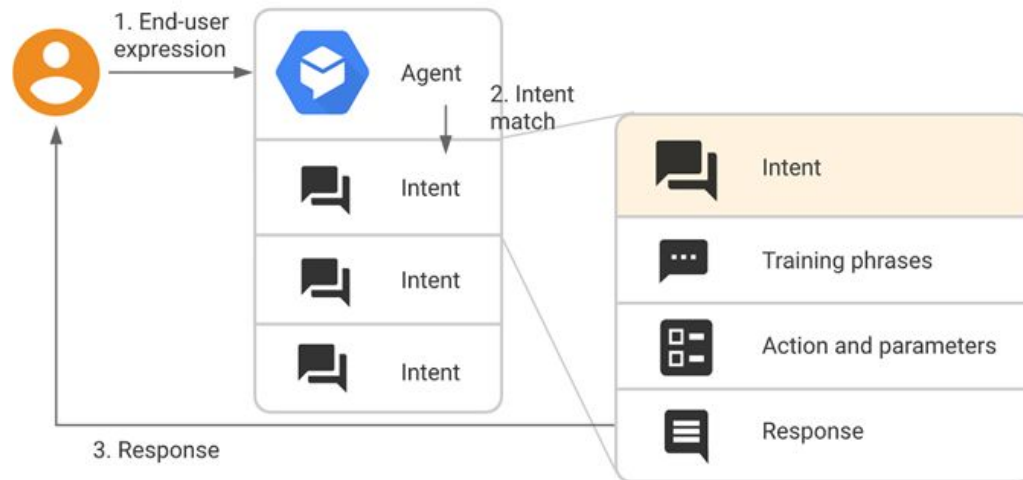 1. End-user
expression
Agent
2. Intent
match
Intent
Intent
Intent
Intent
Training phrases
Action and parameters
Response
3. Response